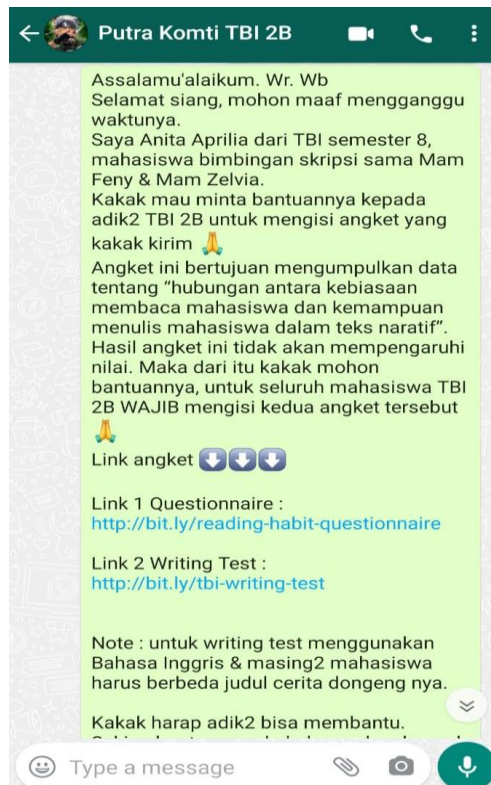 Putra Komti TBI 2B
Assalamu'alaikum. Wr. Wb
Selamat siang, mohon maaf mengganggu
waktunya.
Saya Anita Aprilia dari TBI semester 8,
mahasiswa bimbingan skripsi sama Mam
Feny & Mam Zelvia.
Kakak mau minta bantuannya kepada
adik2 TBI 2B untuk mengisi angket yang
kakak kirim 🙏
Angket ini bertujuan mengumpulkan data
tentang “hubungan antara kebiasaan
membaca mahasiswa dan kemampuan
menulis mahasiswa dalam teks naratif”.
Hasil angket ini tidak akan mempengaruhi
nilai. Maka dari itu kakak mohon
bantuannya, untuk seluruh mahasiswa TBI
2B WAJIB mengisi kedua angket tersebut
🙏
Link angket ⬇️⬇️⬇️
Link 1 Questionnaire :
http://bit.ly/reading-habit-questionnaire
Link 2 Writing Test :
http://bit.ly/tbi-writing-test
Note : untuk writing test menggunakan
Bahasa Inggris & masing2 mahasiswa
harus berbeda judul cerita dongeng nya.
Kakak harap adik2 bisa membantu.
Type a message